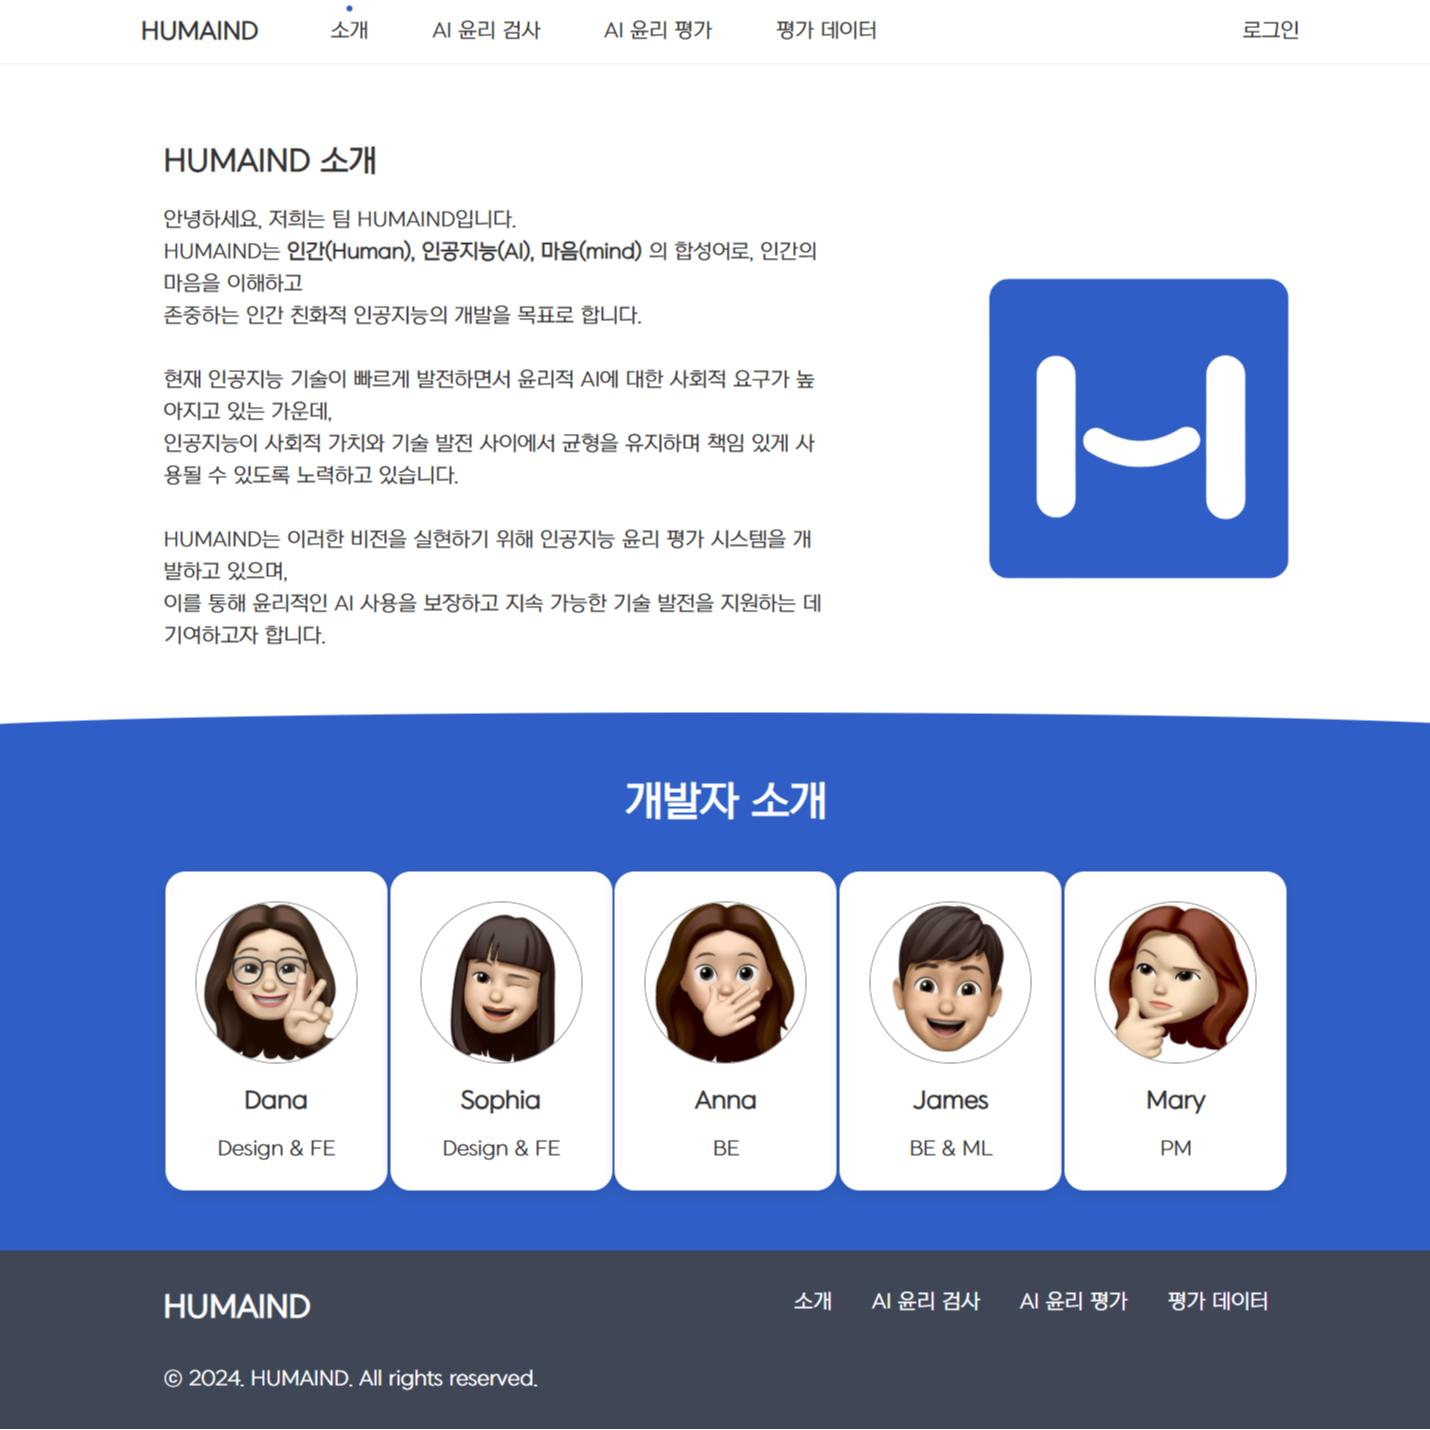 HUMAIND 소개 AI 윤리 검사 AI 윤리 평가 평가 데이터 로그인
HUMAIND 소개
안녕하세요, 저희는 팀 HUMAIND입니다.
HUMAIND는 인간(Human), 인공지능(AI), 마음(mind) 의 합성어로, 인간의
마음을 이해하고
존중하는 인간 친화적 인공지능의 개발을 목표로 합니다.
현재 인공지능 기술이 빠르게 발전하면서 윤리적 AI에 대한 사회적 요구가 높
아지고 있는 가운데,
인공지능이 사회적 가치와 기술 발전 사이에서 균형을 유지하며 책임 있게 사
용될 수 있도록 노력하고 있습니다.
HUMAIND는 이러한 비전을 실현하기 위해 인공지능 윤리 평가 시스템을 개
발하고 있으며,
이를 통해 윤리적인 AI 사용을 보장하고 지속 가능한 기술 발전을 지원하는 데
기여하고자 합니다.
개발자 소개
Dana
Design & FE
Sophia
Design & FE
Anna
BE
James
BE & ML
Mary
PM
HUMAIND
소개 AI 윤리 검사 AI 윤리 평가 평가 데이터
© 2024. HUMAIND. All rights reserved.